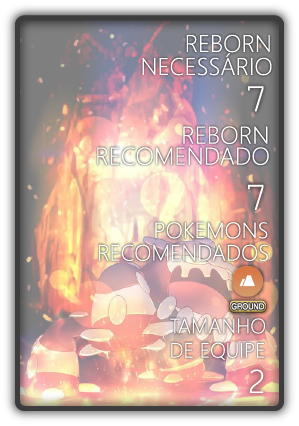 REBORN
NECESSÁRIO
7
REBORN
RECOMENDADO
7
POKEMONS
RECOMENDADOS
GROUND
TAMANHO
DE EQUIPE
2